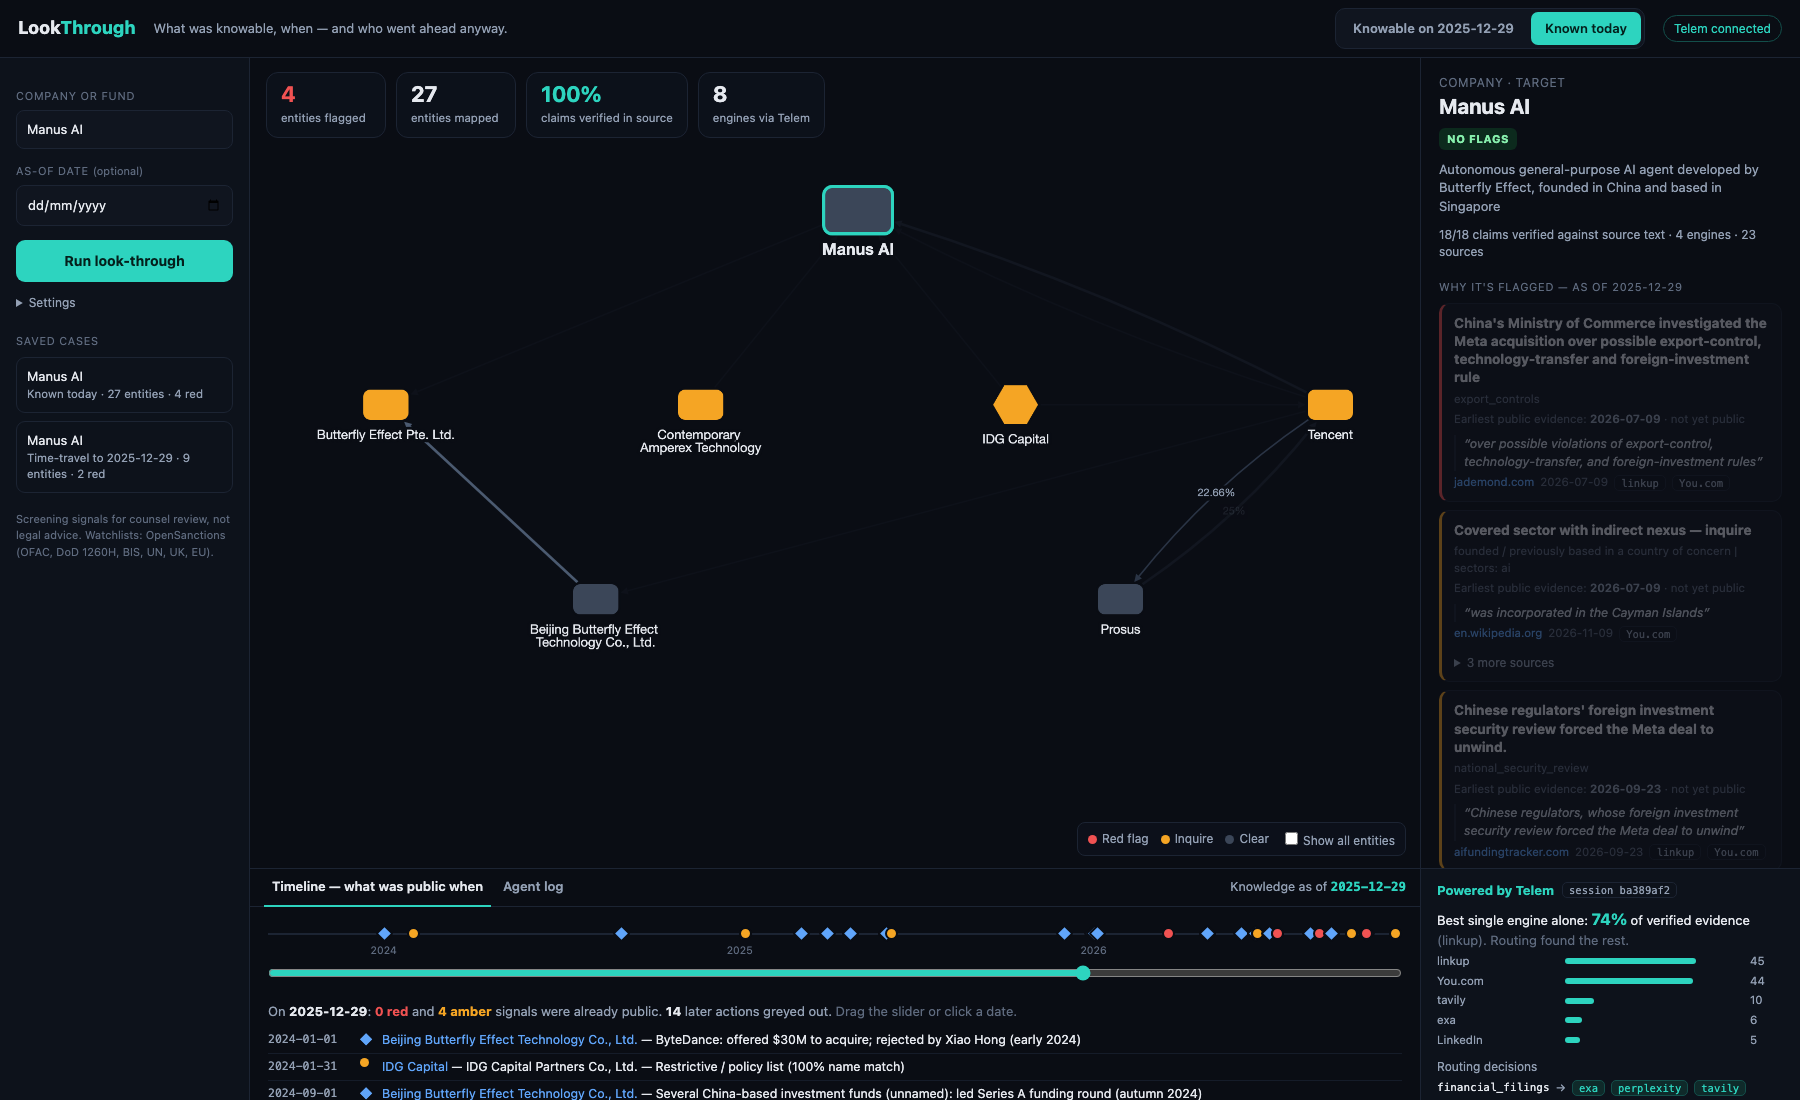 LookThrough
What was knowable, when — and who went ahead anyway.
Knowable on 2025-12-29
Known today
Telem connected
COMPANY OR FUND
Manus AI
AS-OF DATE (optional)
dd/mm/yyyy
Run look-through
Settings
SAVED CASES
Manus AI
Known today · 27 entities · 4 red
Manus AI
Time-travel to 2025-12-29 · 9
entities · 2 red
Screening signals for counsel review, not
legal advice. Watchlists: OpenSanctions
(OFAC, DoD 1260H, BIS, UN, UK, EU).
4
entities flagged
27
entities mapped
100%
claims verified in source
8
engines via Telem
Manus AI
Butterfly Effect Pte. Ltd.
Contemporary
Amperex Technology
IDG Capital
Tencent
22.66%
25%
Beijing Butterfly Effect
Technology Co., Ltd.
Prosus
Red flag
Inquire
Clear
Show all entities
Timeline — what was public when
Agent log
Knowledge as of 2025-12-29
2024
2025
2026
On 2025-12-29: 0 red and 4 amber signals were already public. 14 later actions greyed out. Drag the slider or click a date.
2024-01-01 Beijing Butterfly Effect Technology Co., Ltd. — ByteDance: offered $30M to acquire; rejected by Xiao Hong (early 2024)
2024-01-31 IDG Capital — IDG Capital Partners Co., Ltd. — Restrictive / policy list (100% name match)
2024-09-01 Beijing Butterfly Effect Technology Co., Ltd. — Several China-based investment funds (unnamed): led Series A funding round (autumn 2024)
COMPANY · TARGET
Manus AI
NO FLAGS
Autonomous general-purpose AI agent developed by
Butterfly Effect, founded in China and based in
Singapore
18/18 claims verified against source text · 4 engines · 23
sources
WHY IT'S FLAGGED — AS OF 2025-12-29
China's Ministry of Commerce investigated the
Meta acquisition over possible export-control,
technology-transfer and foreign-investment
rule
export_controls
Earliest public evidence: 2026-07-09 · not yet public
“over possible violations of export-control,
technology-transfer, and foreign-investment rules”
jademond.com 2026-07-09 linkup You.com
Covered sector with indirect nexus — inquire
founded / previously based in a country of concern |
sectors: ai
Earliest public evidence: 2026-07-09 · not yet public
“was incorporated in the Cayman Islands”
en.wikipedia.org 2026-11-09 You.com
3 more sources
Chinese regulators' foreign investment
security review forced the Meta deal to
unwind.
national_security_review
Earliest public evidence: 2026-09-23 · not yet public
“Chinese regulators, whose foreign investment
security review forced the Meta deal to unwind”
aifundingtracker.com 2026-09-23 linkup You.com
Powered by Telem session ba389af2
Best single engine alone: 74% of verified evidence
(linkup). Routing found the rest.
linkup 45
You.com 44
tavily 10
exa 6
LinkedIn 5
Routing decisions
financial_filings → exa perplexity tavily